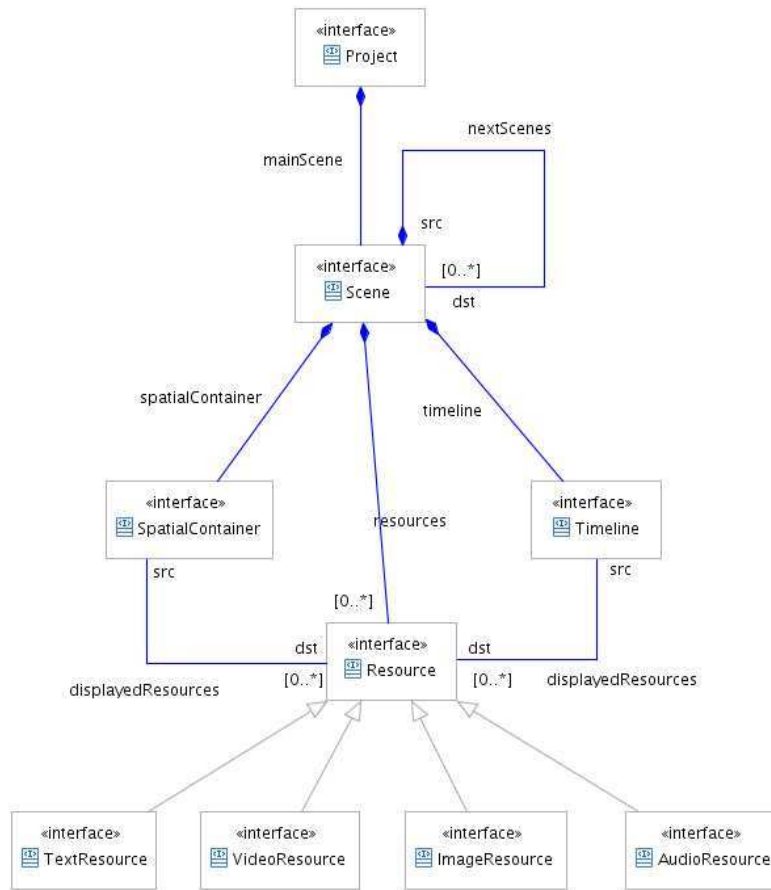 «interface»
Project
nextScenes
mainScene
src
«interface»
Scene
[0..*]
dst
spatialContainer
timeline
«interface»
SpatialContainer
resources
«interface»
Timeline
src
src
[0..*]
dst
«interface»
Resource
dst
[0..*]
[0..*]
displayedResources
displayedResources
«interface»
TextResource
«interface»
VideoResource
«interface»
ImageResource
«interface»
AudioResource